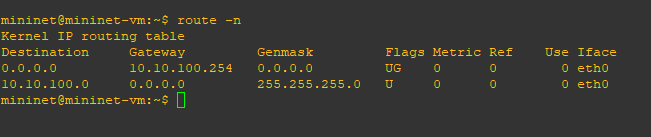 mininet@mininet-vm:~$ route -n
Kernel IP routing table
Destination     Gateway         Genmask         Flags Metric Ref    Use Iface
0.0.0.0         10.10.100.254   0.0.0.0         UG    0      0        0 eth0
10.10.100.0     0.0.0.0         255.255.255.0   U     0      0        0 eth0
mininet@mininet-vm:~$